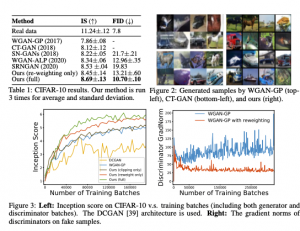 Method IS (↑) FID (↓)
Real data 11.24±.12 7.8
WGAN-GP (2017) 7.86±.08 -
CT-GAN (2018) 8.12±.12 -
SN-GANs (2018) 8.22±.05 21.7±.21
WGAN-ALP (2020) 8.34±.06 12.96±.35
SRNGAN (2020) 8.53 ±.04 19.83
Ours (re-weighting only) 8.45±.14 13.21±.60
Ours (full) 8.69±.13 10.70±.10
Table 1: CIFAR-10 results. Our method is run
3 times for average and standard deviation.
Figure 2: Generated samples by WGAN-GP (top-
left), CT-GAN (bottom-left), and ours (right).
Inception Score
DCGAN
WGAN-GP
Ours (clipping only)
Ours (re-weighting only)
Ours (full)
Number of Training Batches
Discriminator GradNorm
WGAN-GP
WGAN-GP with reweighting
Number of Training Batches
Figure 3: Left: Inception score on CIFAR-10 v.s. training batches (including both generator and
discriminator batches). The DCGAN [39] architecture is used. Right: The gradient norms of
discriminators on fake samples.